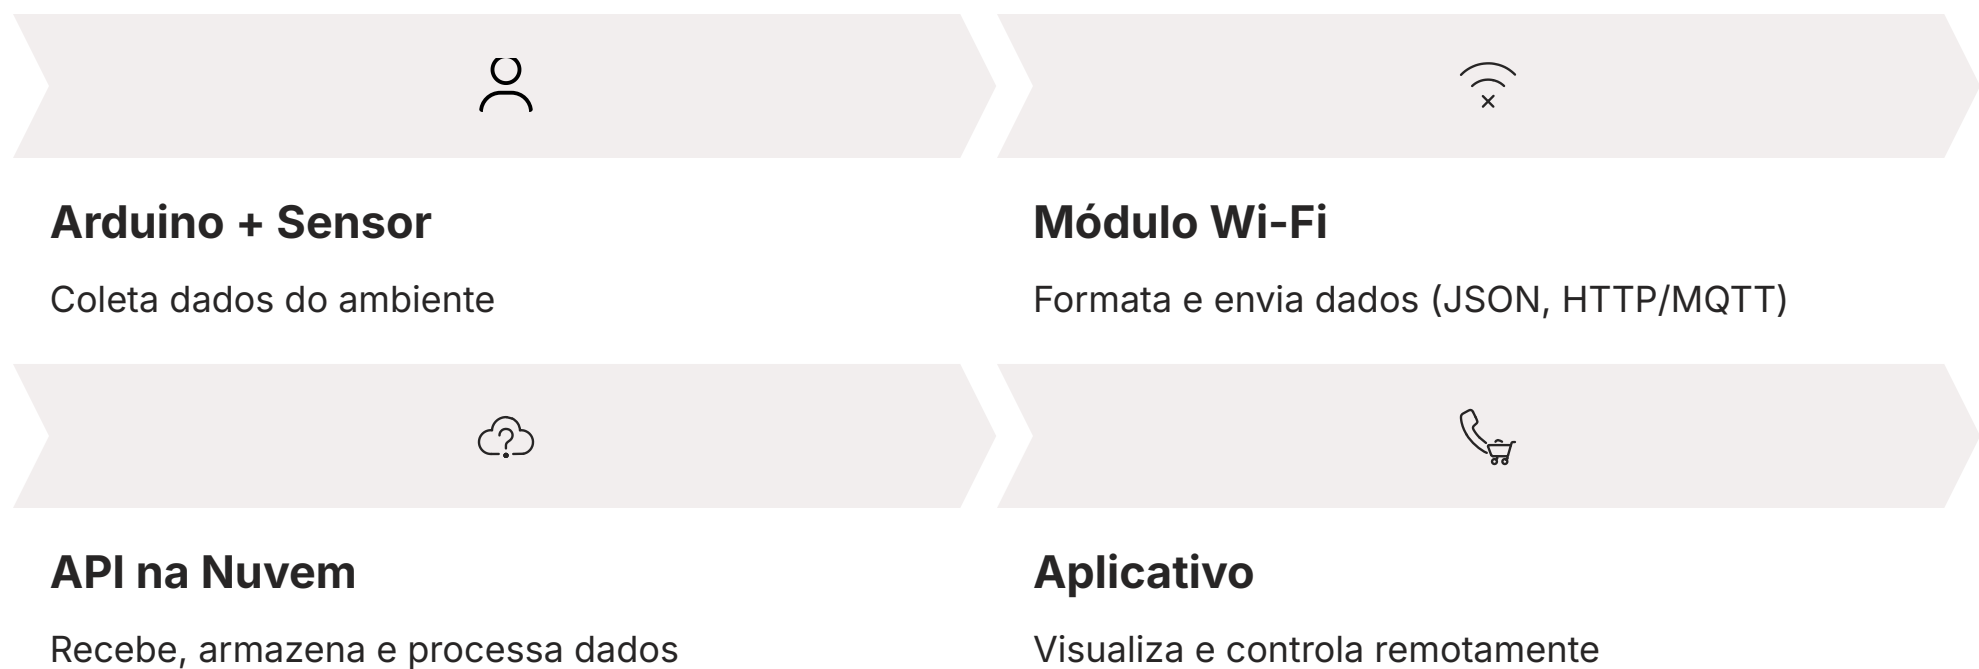 Arduino + Sensor
Coleta dados do ambiente
Módulo Wi-Fi
Formata e envia dados (JSON, HTTP/MQTT)
API na Nuvem
Recebe, armazena e processa dados
Aplicativo
Visualiza e controla remotamente